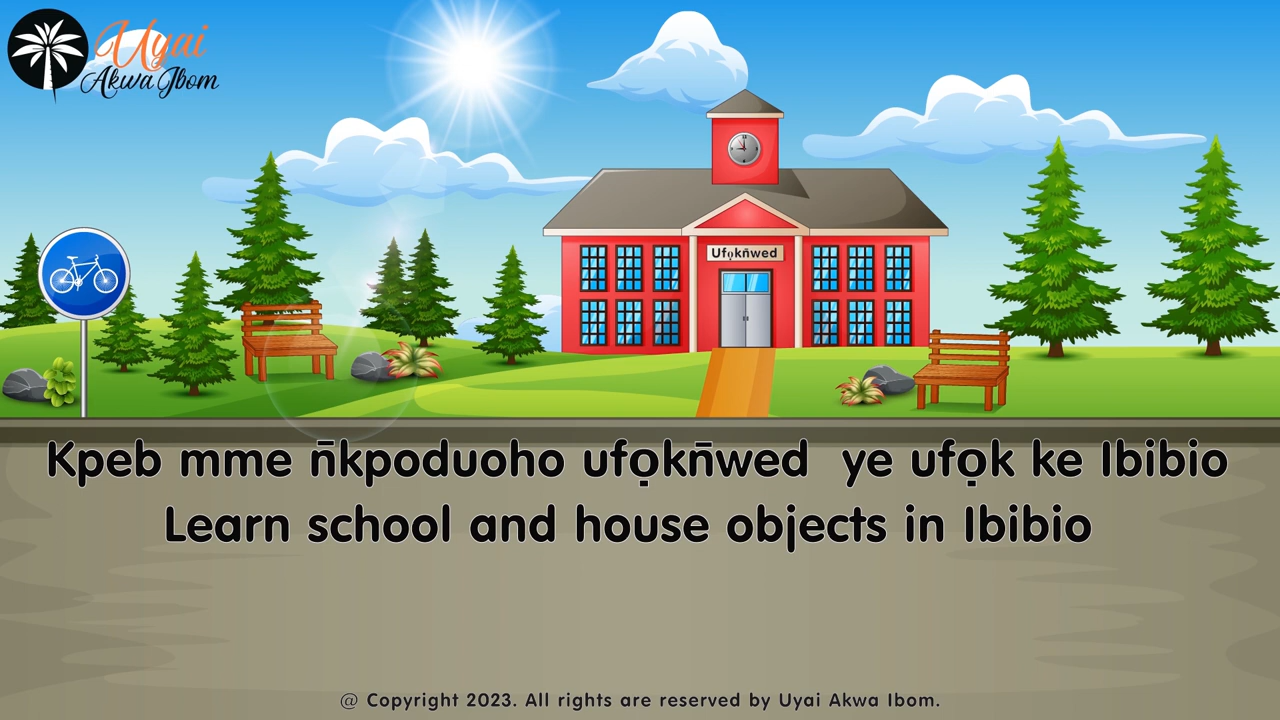 Uyai
Akwa Ibom
Ufọkn̄wed
Kpeb mme n̄kpoduoho ufọkn̄wed ye ufọk ke Ibibio
Learn school and house objects in Ibibio
@ Copyright 2023. All rights are reserved by Uyai Akwa Ibom.